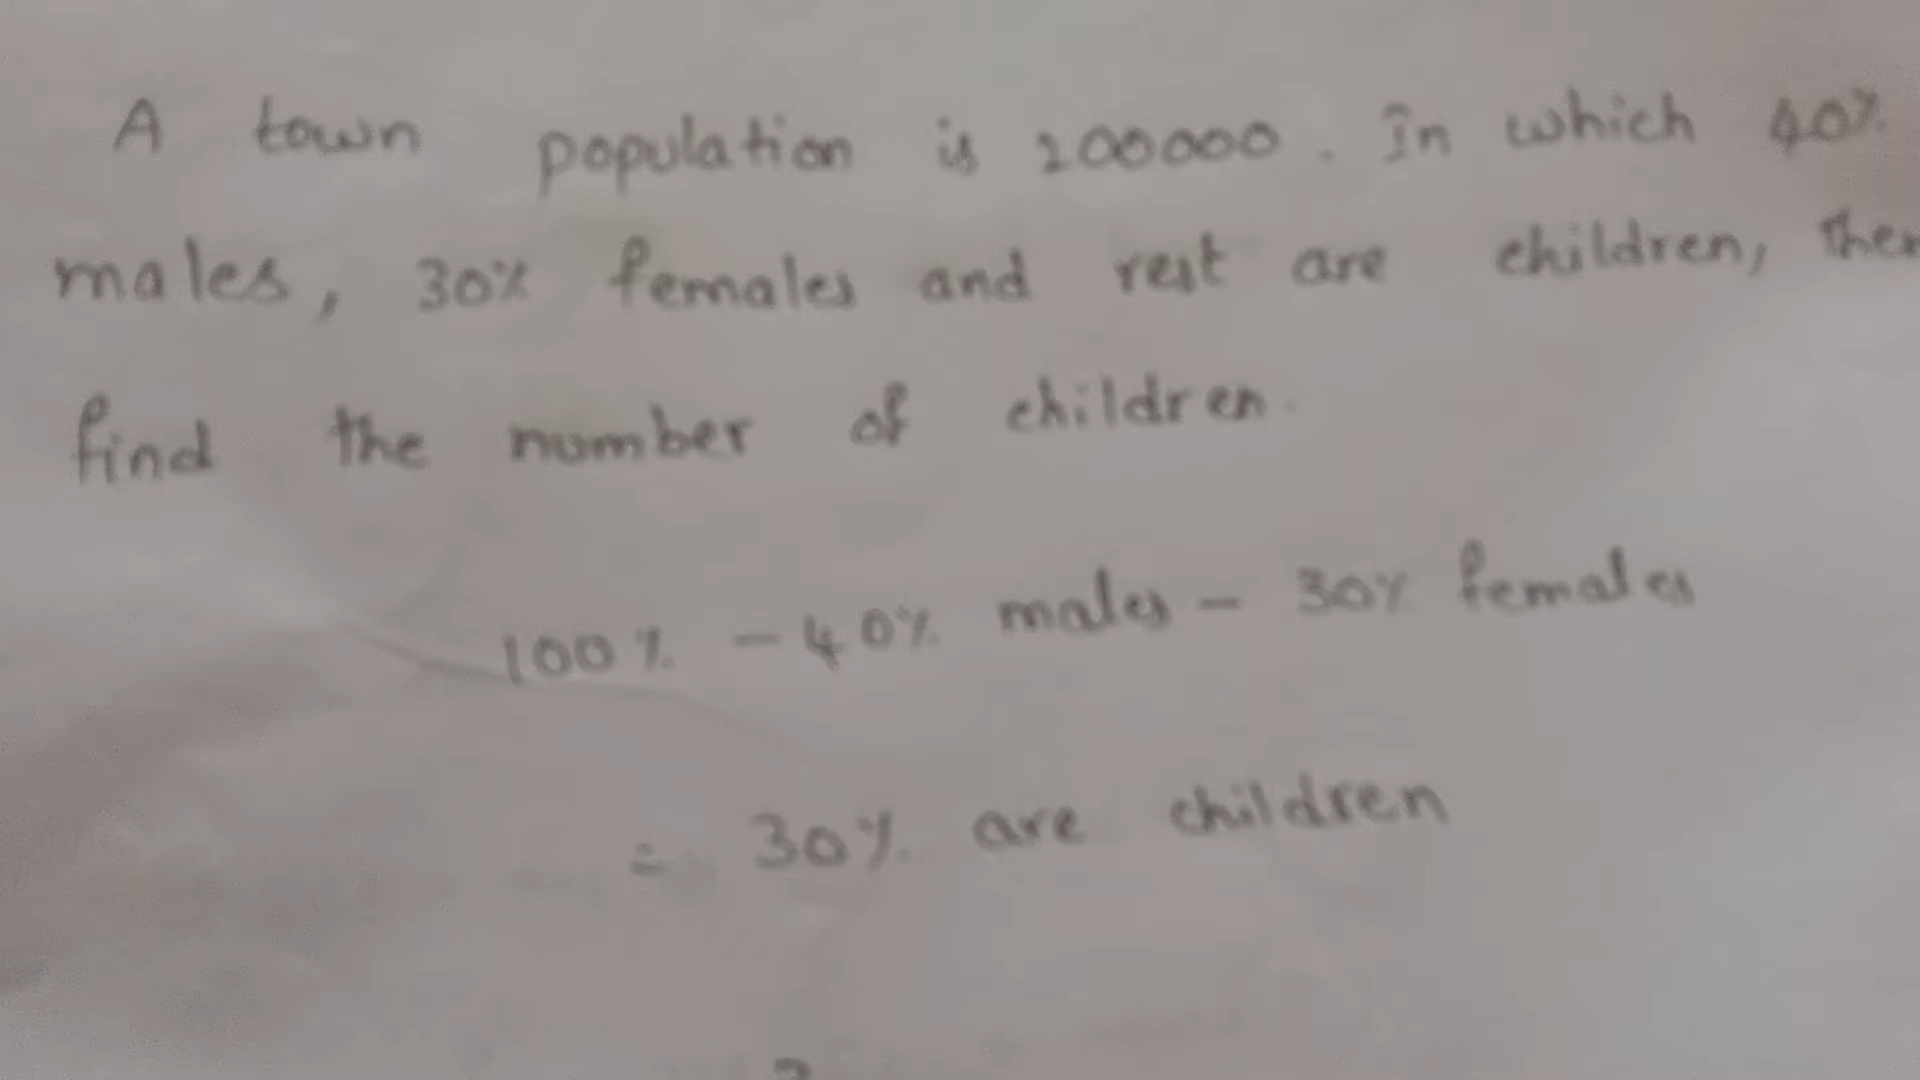 A town population is 200000. In which 40%
males, 30% females and rest are children, then
find the number of children.
100% - 40% males - 30% females
= 30% are children